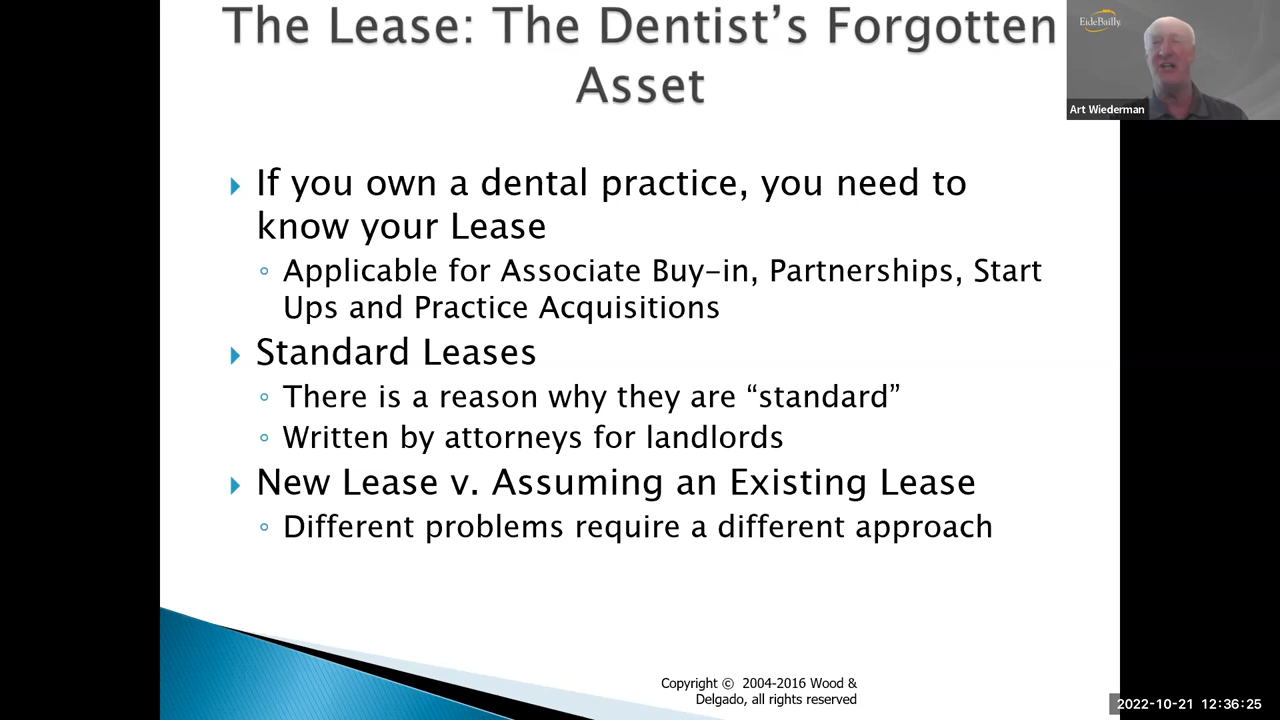 The Lease: The Dentist’s Forgotten
Asset
EideBailly
Art Wiederman
If you own a dental practice, you need to
know your Lease
Applicable for Associate Buy-in, Partnerships, Start
Ups and Practice Acquisitions
Standard Leases
There is a reason why they are “standard”
Written by attorneys for landlords
New Lease v. Assuming an Existing Lease
Different problems require a different approach
Copyright © 2004-2016 Wood &
Delgado, all rights reserved
2022-10-21 12:36:25